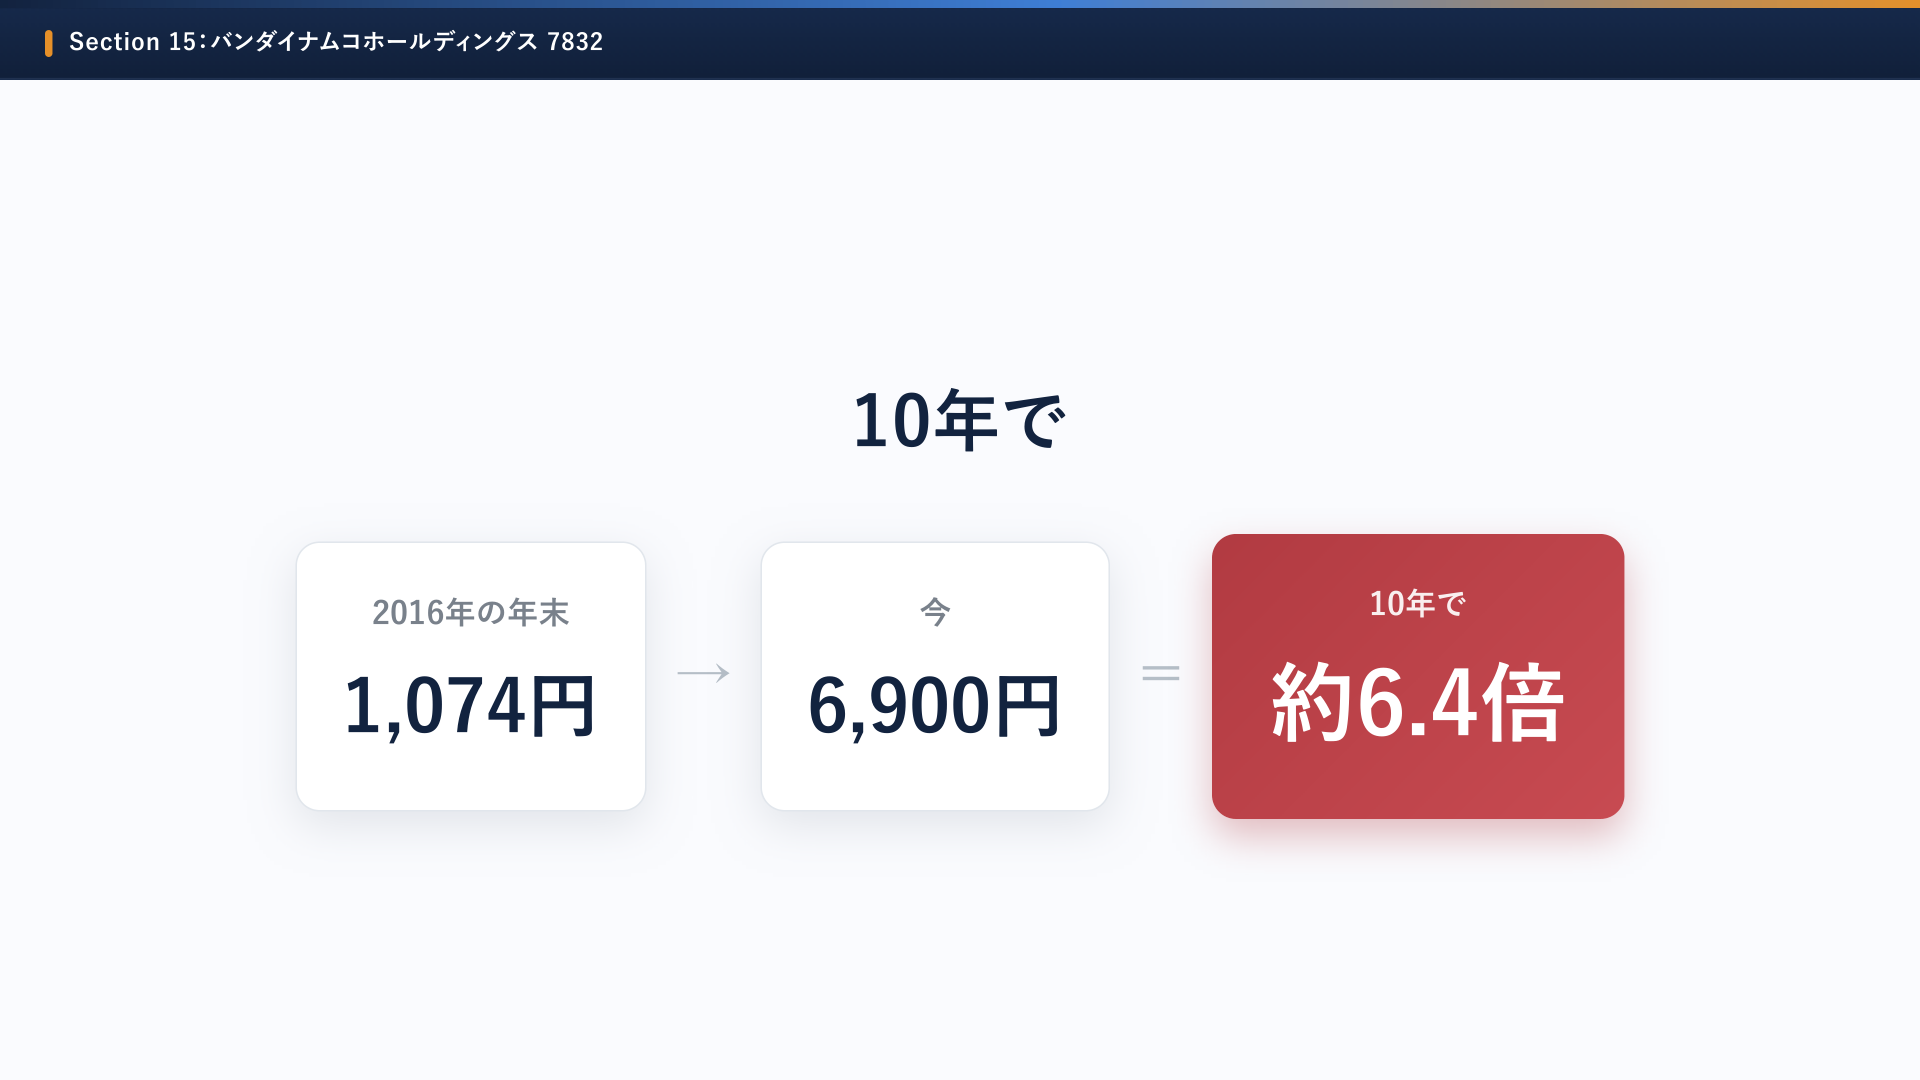 Section 15：バンダイナムコホールディングス 7832
10年で
2016年の年末
1,074円
→
今
6,900円
＝
10年で
約6.4倍